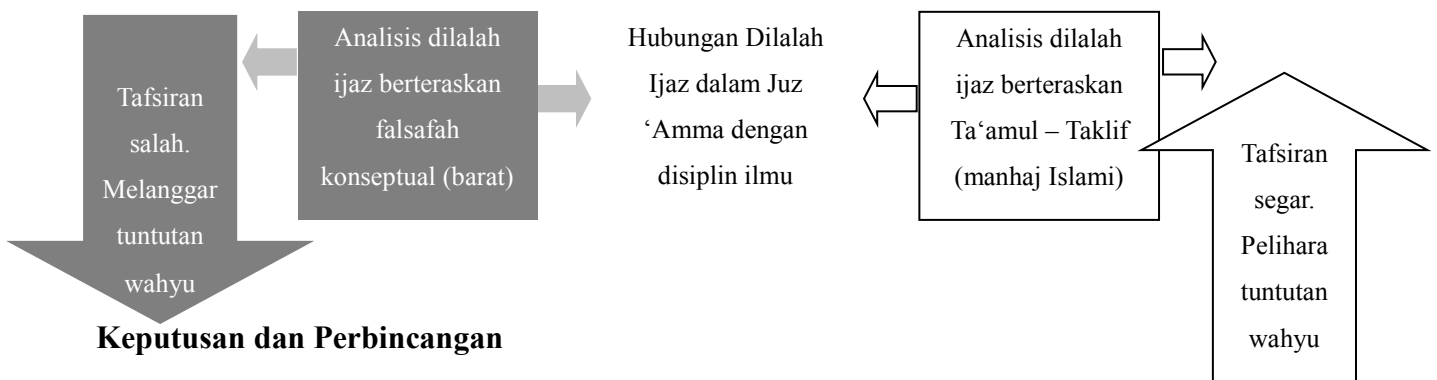 Tafsiran
salah.
Melanggar
tuntutan
wahyu
Analisis dilalah
ijaz berteraskan
falsafah
konseptual (barat)
Hubungan Dilalah
Ijaz dalam Juz
‘Amma dengan
disiplin ilmu
Analisis dilalah
ijaz berteraskan
Ta‘amul – Taklif
(manhaj Islami)
Tafsiran
segar.
Pelihara
tuntutan
wahyu
Keputusan dan Perbincangan